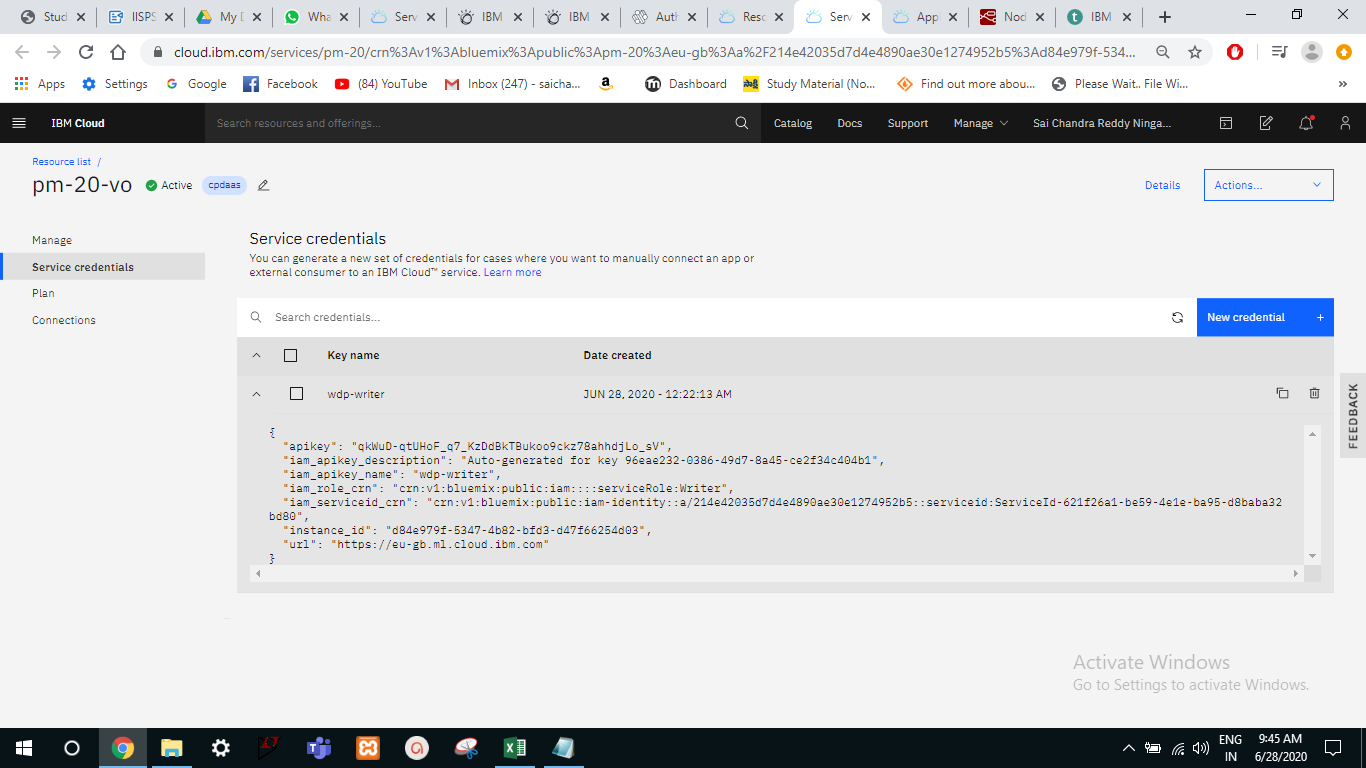 Stud
IISPS
My D
Wha
Serv
IBM
IBM
Auth
Reso
Serv
App
Nod
IBM
cloud.ibm.com/services/pm-20/crn%3Av1%3Abluemix%3Apublic%3Apm-20%3Aeu-gb%3Aa%2F214e42035d7d4e4890ae30e1274952b5%3Ad84e979f-534...
Apps
Settings
Google
Facebook
(84) YouTube
Inbox (247) - saicha...
Dashboard
Study Material (No...
Find out more abou...
Please Wait.. File Wi...
»
IBM Cloud
Search resources and offerings...
Catalog
Docs
Support
Manage
Sai Chandra Reddy Ninga...
Resource list /
pm-20-vo
Active
cpdaas
Details
Actions...
Manage
Service credentials
Plan
Connections
Service credentials
You can generate a new set of credentials for cases where you want to manually connect an app or
external consumer to an IBM Cloud™ service. Learn more
Search credentials...
New credential +
Key name
Date created
wdp-writer
JUN 28, 2020 - 12:22:13 AM
{
"apikey": "qkWuD-qtUHoF_q7_KzDdBkTBukoo9ckz78ahhdjLo_sV",
"iam_apikey_description": "Auto-generated for key 96eae232-0386-49d7-8a45-ce2f34c404b1",
"iam_apikey_name": "wdp-writer",
"iam_role_crn": "crn:v1:bluemix:public:iam::::serviceRole:Writer",
"iam_serviceid_crn": "crn:v1:bluemix:public:iam-identity::a/214e42035d7d4e4890ae30e1274952b5::serviceid:ServiceId-621f26a1-be59-4e1e-ba95-d8baba32
bd80",
"instance_id": "d84e979f-5347-4b82-bfd3-d47f66254d03",
"url": "https://eu-gb.ml.cloud.ibm.com"
}
FEEDBACK
Activate Windows
Go to Settings to activate Windows.
ENG
IN
9:45 AM
6/28/2020